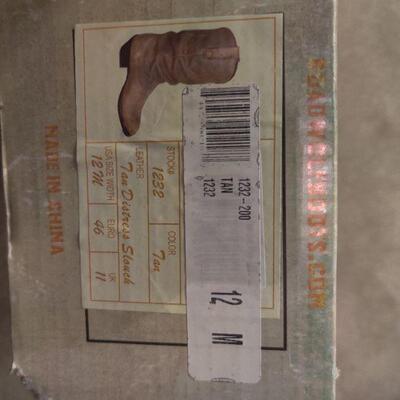 STOCK#
1232
COLOR
Tan
LEATHER
Tan Distress Slouch
USA SIZE WIDTH
12 M
EURO
46
UK
11
1232-200
TAN
1232
12 M
MADE IN CHINA